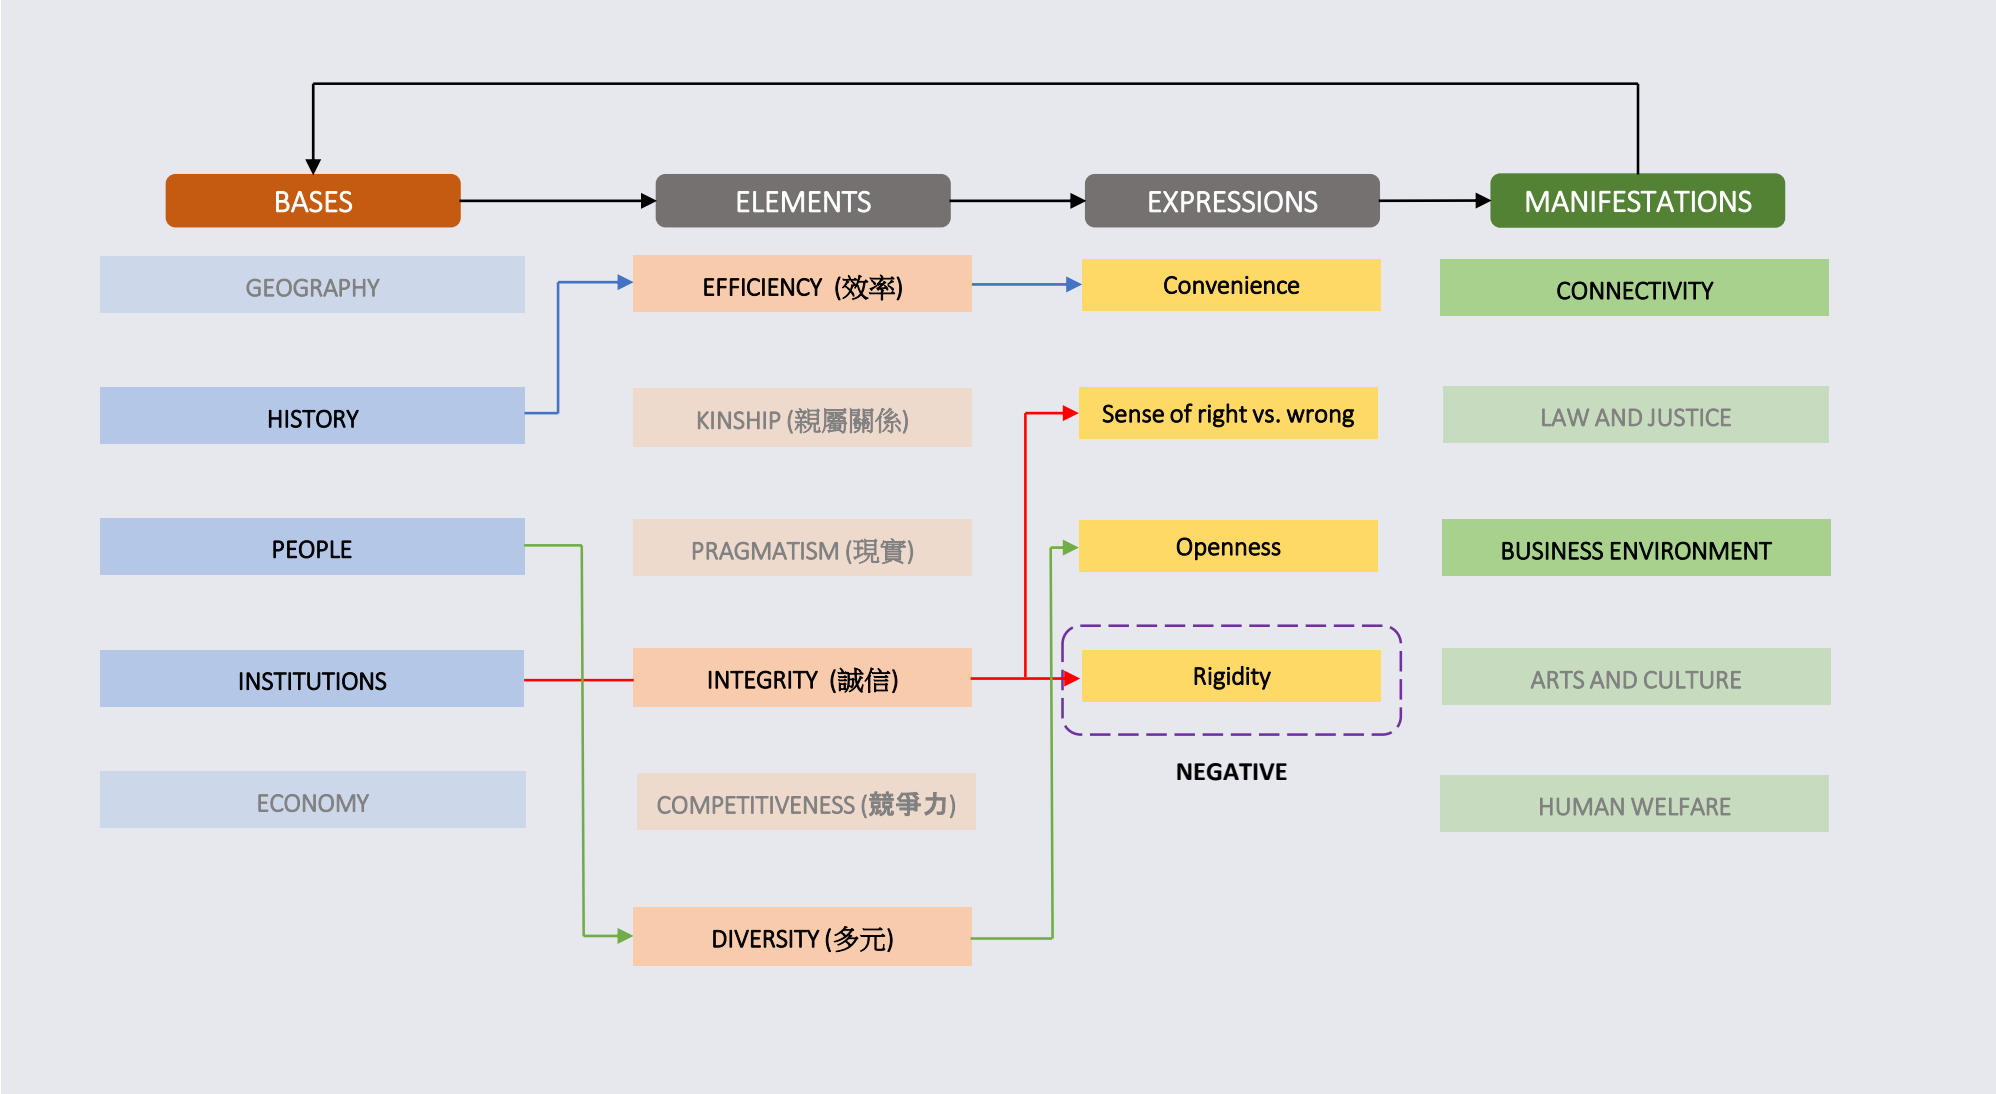 BASES
ELEMENTS
EXPRESSIONS
MANIFESTATIONS
GEOGRAPHY
EFFICIENCY (效率)
Convenience
CONNECTIVITY
HISTORY
KINSHIP (親屬關係)
Sense of right vs. wrong
LAW AND JUSTICE
PEOPLE
PRAGMATISM (現實)
Openness
BUSINESS ENVIRONMENT
INSTITUTIONS
INTEGRITY (誠信)
Rigidity
ARTS AND CULTURE
NEGATIVE
ECONOMY
COMPETITIVENESS (競爭力)
HUMAN WELFARE
DIVERSITY (多元)